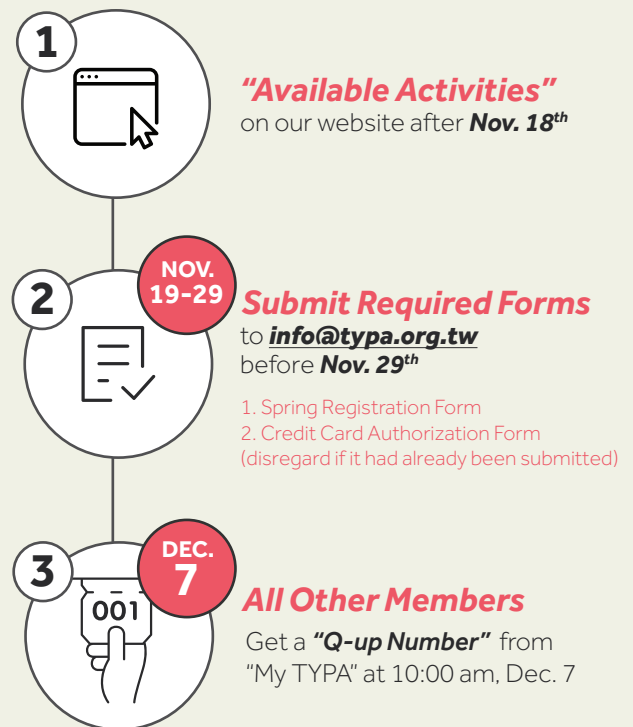 1
“Available Activities”
on our website after Nov. 18th
NOV.
19-29
2
Submit Required Forms
to info@typa.org.tw
before Nov. 29th
1. Spring Registration Form
2. Credit Card Authorization Form
(disregard if it had already been submitted)
DEC.
7
3
001
All Other Members
Get a “Q-up Number” from
“My TYPA” at 10:00 am, Dec. 7